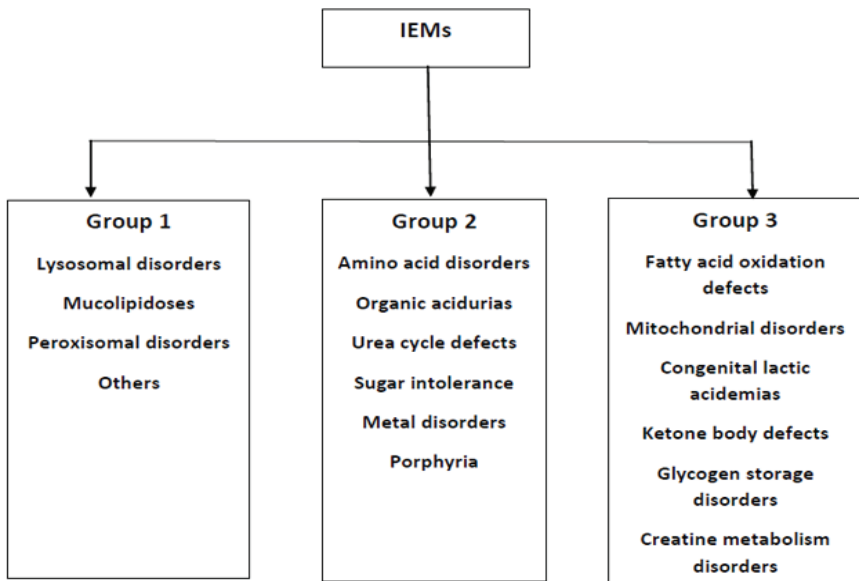 IEMs
Group 1
Lysosomal disorders
Mucolipidoses
Peroxisomal disorders
Others
Group 2
Amino acid disorders
Organic acidurias
Urea cycle defects
Sugar intolerance
Metal disorders
Porphyria
Group 3
Fatty acid oxidation
defects
Mitochondrial disorders
Congenital lactic
acidemias
Ketone body defects
Glycogen storage
disorders
Creatine metabolism
disorders